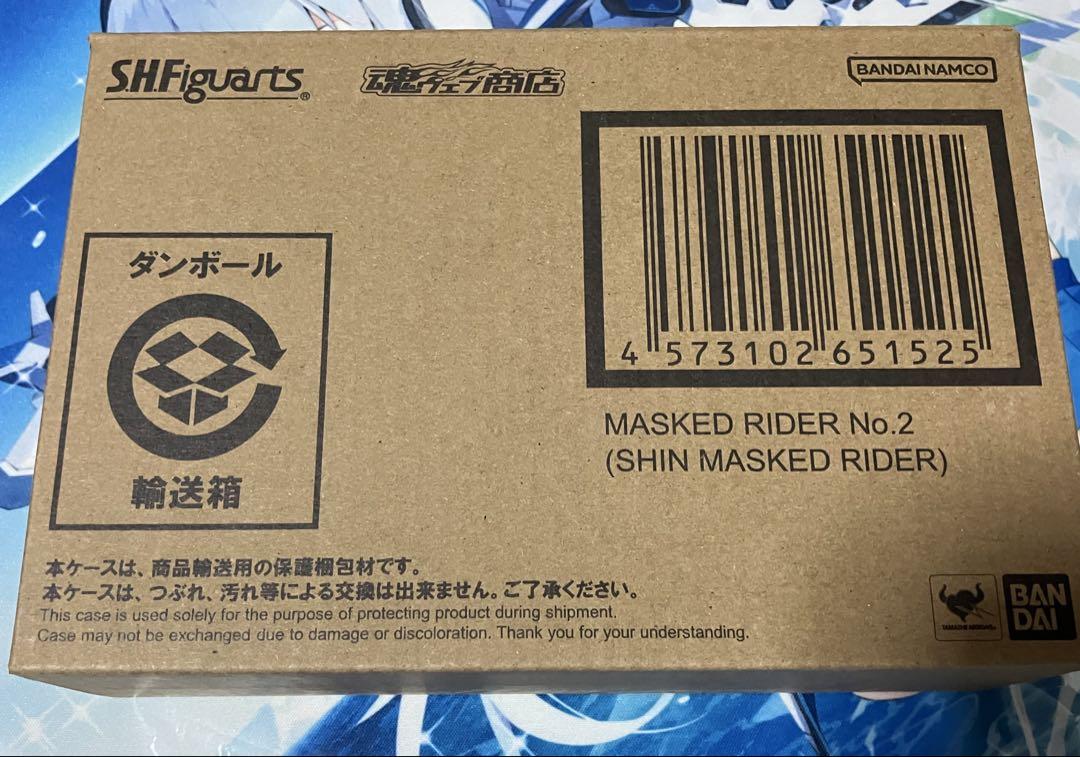 S.H.Figuarts®
魂ウェブ商店
BANDAI NAMCO
4 573102 651525
MASKED RIDER No.2
(SHIN MASKED RIDER)
ダンボール
輸送箱
本ケースは、商品輸送用の保護梱包材です。
本ケースは、つぶれ、汚れ等による交換は出来ません。ご了承ください。
This case is used solely for the purpose of protecting product during shipment.
Case may not be exchanged due to damage or discoloration. Thank you for your understanding.
TAMASHII NATIONS
BAN
DAI